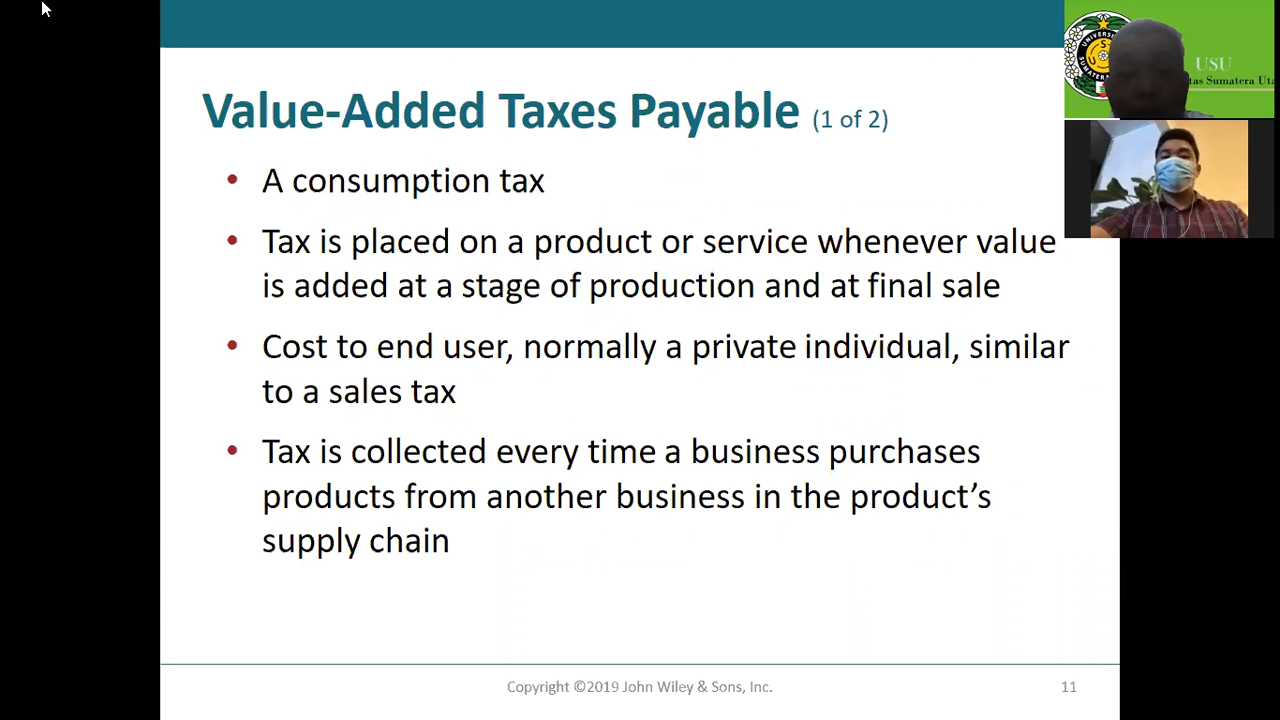 Value-Added Taxes Payable (1 of 2)
• A consumption tax
• Tax is placed on a product or service whenever value
is added at a stage of production and at final sale
• Cost to end user, normally a private individual, similar
to a sales tax
• Tax is collected every time a business purchases
products from another business in the product’s
supply chain
Copyright ©2019 John Wiley & Sons, Inc.
11
USU
tas Sumatera Uta